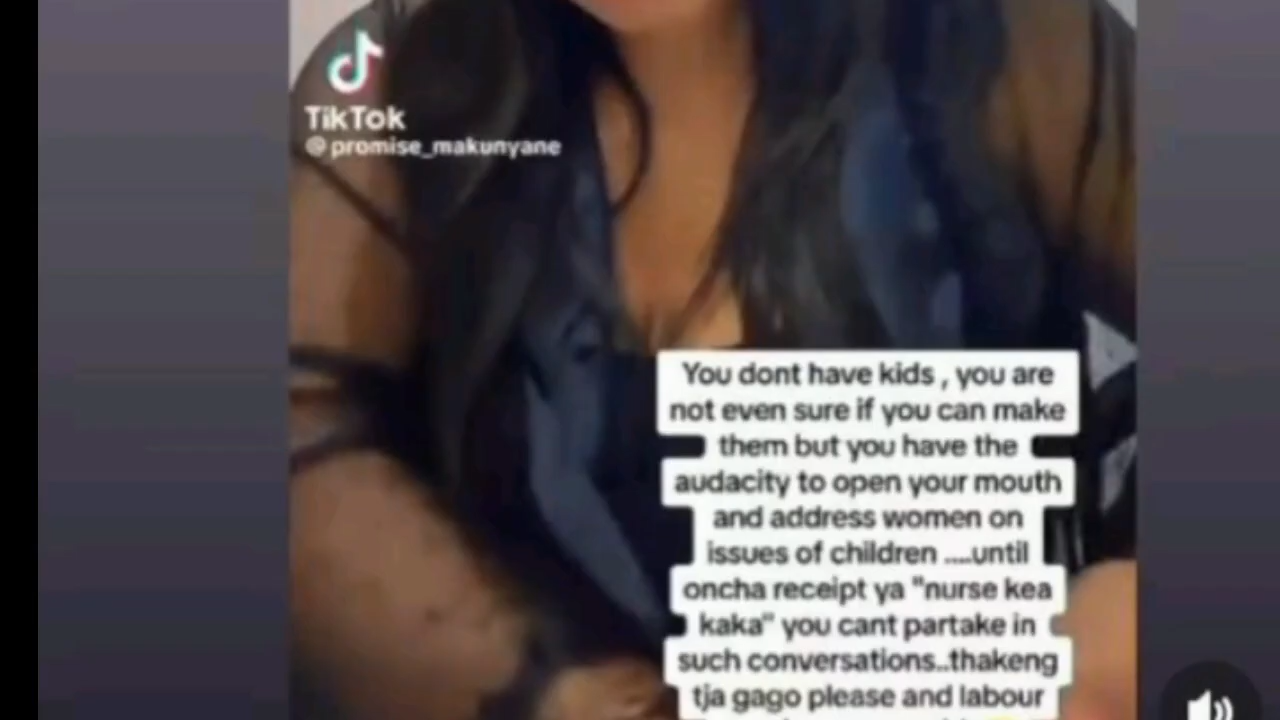 TikTok
@promise_makunyane
You dont have kids , you are
not even sure if you can make
them but you have the
audacity to open your mouth
and address women on
issues of children ....until
oncha receipt ya "nurse kea
kaka" you cant partake in
such conversations..thakeng
tja gago please and labour